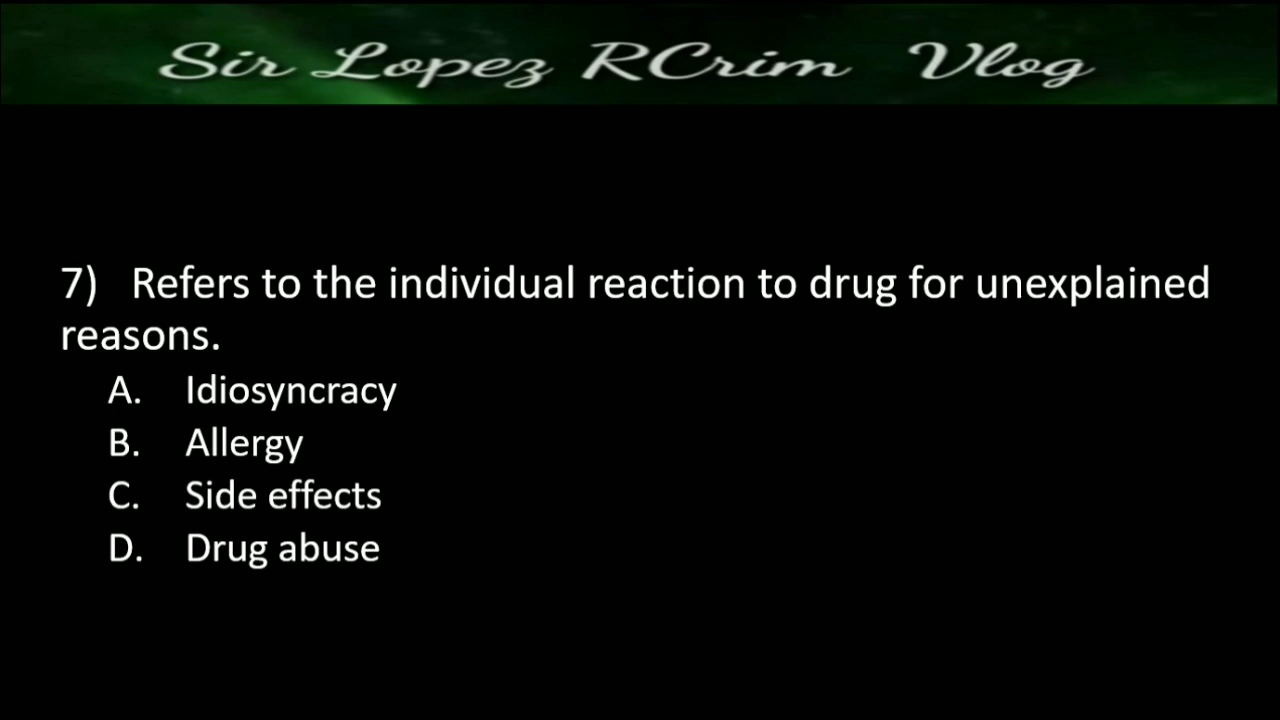 Sir Lopez RCrim Vlog
7) Refers to the individual reaction to drug for unexplained
reasons.
A. Idiosyncracy
B. Allergy
C. Side effects
D. Drug abuse